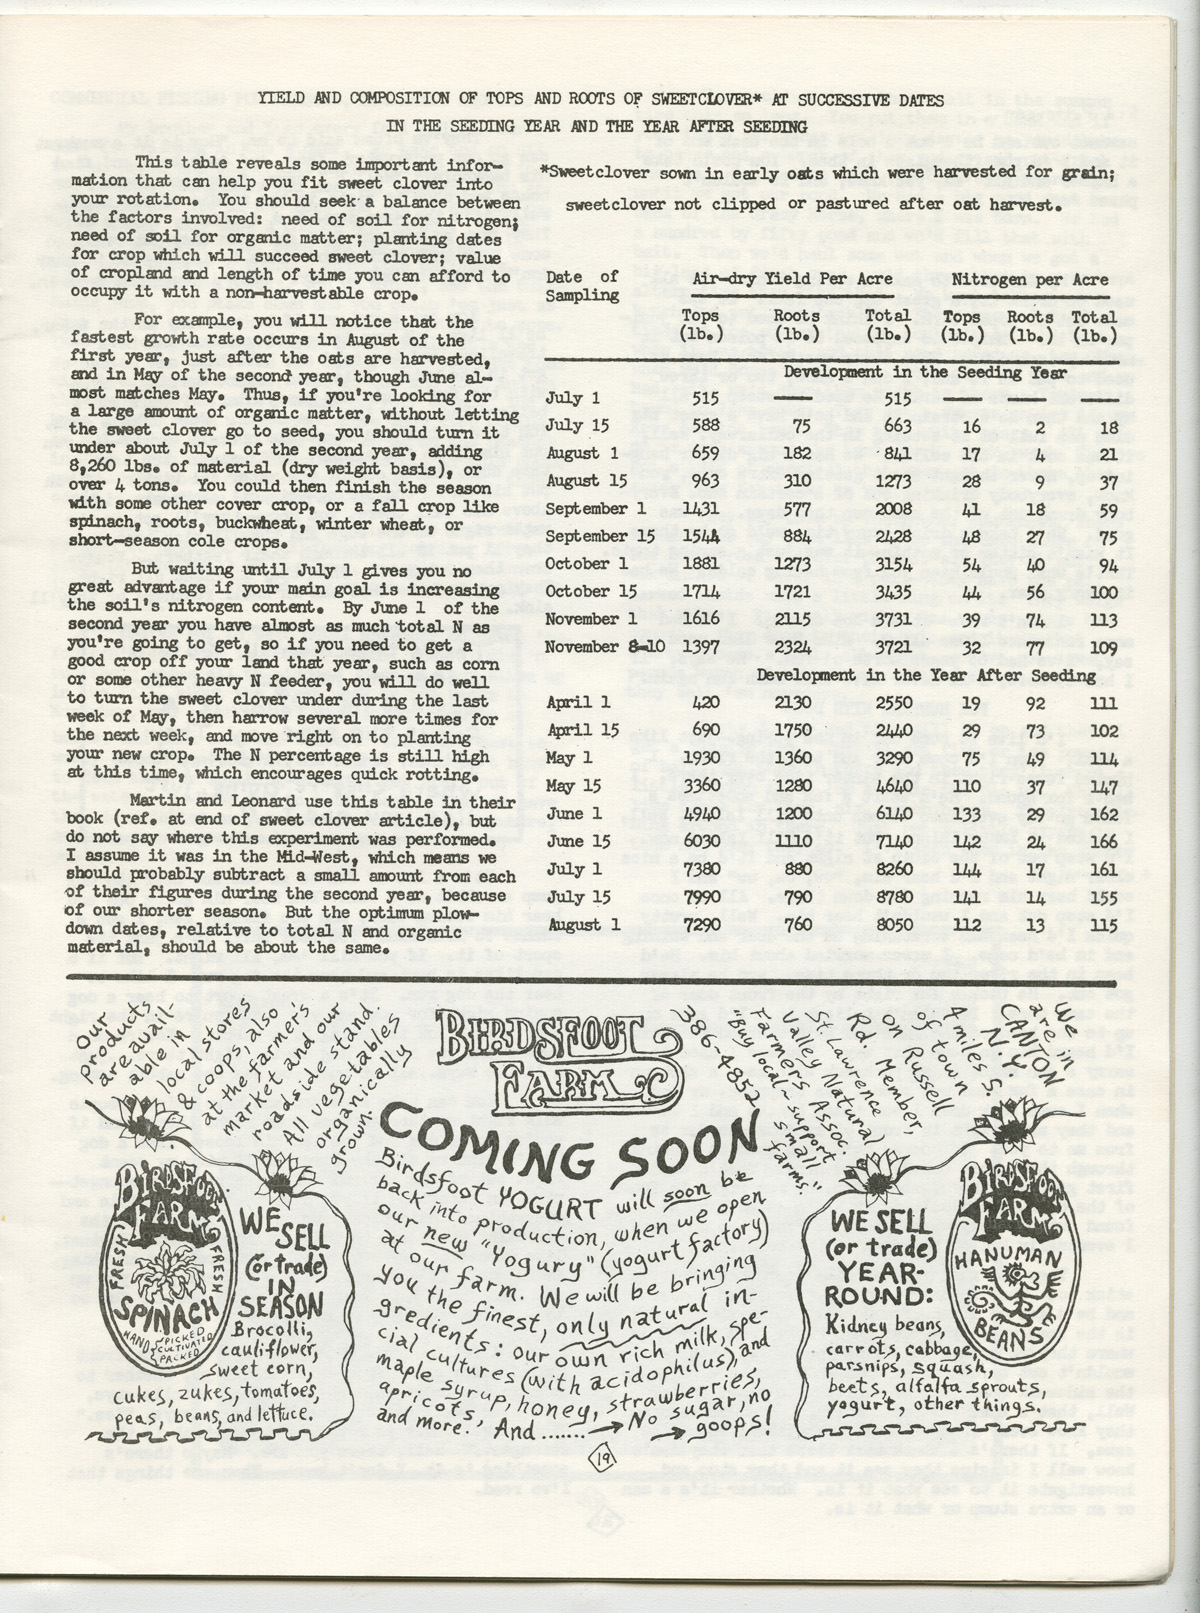 YIELD AND COMPOSITION OF TOPS AND ROOTS OF SWEETCLOVER* AT SUCCESSIVE DATES
IN THE SEEDING YEAR AND THE YEAR AFTER SEEDING
This table reveals some important infor-
mation that can help you fit sweet clover into
your rotation. You should seek a balance between
the factors involved: need of soil for nitrogen;
need of soil for organic matter; planting dates
for crop which will succeed sweet clover; value
of cropland and length of time you can afford to
occupy it with a non-harvestable crop.
For example, you will notice that the
fastest growth rate occurs in August of the
first year, just after the oats are harvested,
and in May of the second year, though June al-
most matches May. Thus, if you're looking for
a large amount of organic matter, without letting
the sweet clover go to seed, you should turn it
under about July 1 of the second year, adding
8,260 lbs. of material (dry weight basis), or
over 4 tons. You could then finish the season
with some other cover crop, or a fall crop like
spinach, roots, buckwheat, winter wheat, or
short-season cole crops.
But waiting until July 1 gives you no
great advantage if your main goal is increasing
the soil's nitrogen content. By June 1 of the
second year you have almost as much total N as
you're going to get, so if you need to get a
good crop off your land that year, such as corn
or some other heavy N feeder, you will do well
to turn the sweet clover under during the last
week of May, then harrow several more times for
the next week, and move right on to planting
your new crop. The N percentage is still high
at this time, which encourages quick rotting.
Martin and Leonard use this table in their
book (ref. at end of sweet clover article), but
do not say where this experiment was performed.
I assume it was in the Mid-West, which means we
should probably subtract a small amount from each
of their figures during the second year, because
of our shorter season. But the optimum plow-
down dates, relative to total N and organic
material, should be about the same.
*Sweetclover sown in early oats which were harvested for grain;
sweetclover not clipped or pastured after oat harvest.
Date of Sampling Air-dry Yield Per Acre Nitrogen per Acre
Tops Roots Total Tops Roots Total
(lb.) (lb.) (lb.) (lb.) (lb.) (lb.)
Development in the Seeding Year
July 1 515 — 515 — — —
July 15 588 75 663 16 2 18
August 1 659 182 841 17 4 21
August 15 963 310 1273 28 9 37
September 1 1431 577 2008 41 18 59
September 15 1544 884 2428 48 27 75
October 1 1881 1273 3154 54 40 94
October 15 1714 1721 3435 44 56 100
November 1 1616 2115 3731 39 74 113
November 8-10 1397 2324 3721 32 77 109
Development in the Year After Seeding
April 1 420 2130 2550 19 92 111
April 15 690 1750 2440 29 73 102
May 1 1930 1360 3290 75 49 114
May 15 3360 1280 4640 110 37 147
June 1 4940 1200 6140 133 29 162
June 15 6030 1110 7140 142 24 166
July 1 7380 880 8260 144 17 161
July 15 7990 790 8780 141 14 155
August 1 7290 760 8050 112 13 115
Our
products
are avail-
able in
local stores
& coops, also
at the farmer's
market and our
roadside stand.
All vegetables
organically
grown.
BIRDSFOOT
FARM
386-4852
"Buy local~support
small
farms."
Farmers Assoc.
Valley Natural
St. Lawrence
Rd. Member,
on Russell
of town
4 miles S.
N.Y.
CANTON
are in
We
COMING SOON
Birdsfoot YOGURT will soon be
back into production, when we open
our new "Yogury" (yogurt factory)
at our farm. We will be bringing
you the finest, only natural in-
gredients: our own rich milk, spe-
cial cultures (with acidophilus), and
maple syrup, honey, strawberries,
apricots, and more. And....... → No sugar, no
→ goops!
BIRDSFOOT
FARM
FRESH
FRESH
SPINACH
HAND PICKED
CULTIVATED
PACKED
WE
SELL
(or trade)
IN
SEASON
Brocolli,
cauliflower,
sweet corn,
cukes, zukes, tomatoes,
peas, beans, and lettuce.
WE SELL
(or trade)
YEAR-
ROUND:
Kidney beans,
carrots, cabbage,
parsnips, squash,
beets, alfalfa sprouts,
yogurt, other things.
BIRDSFOOT
FARM
HANUMAN
BEANS
19